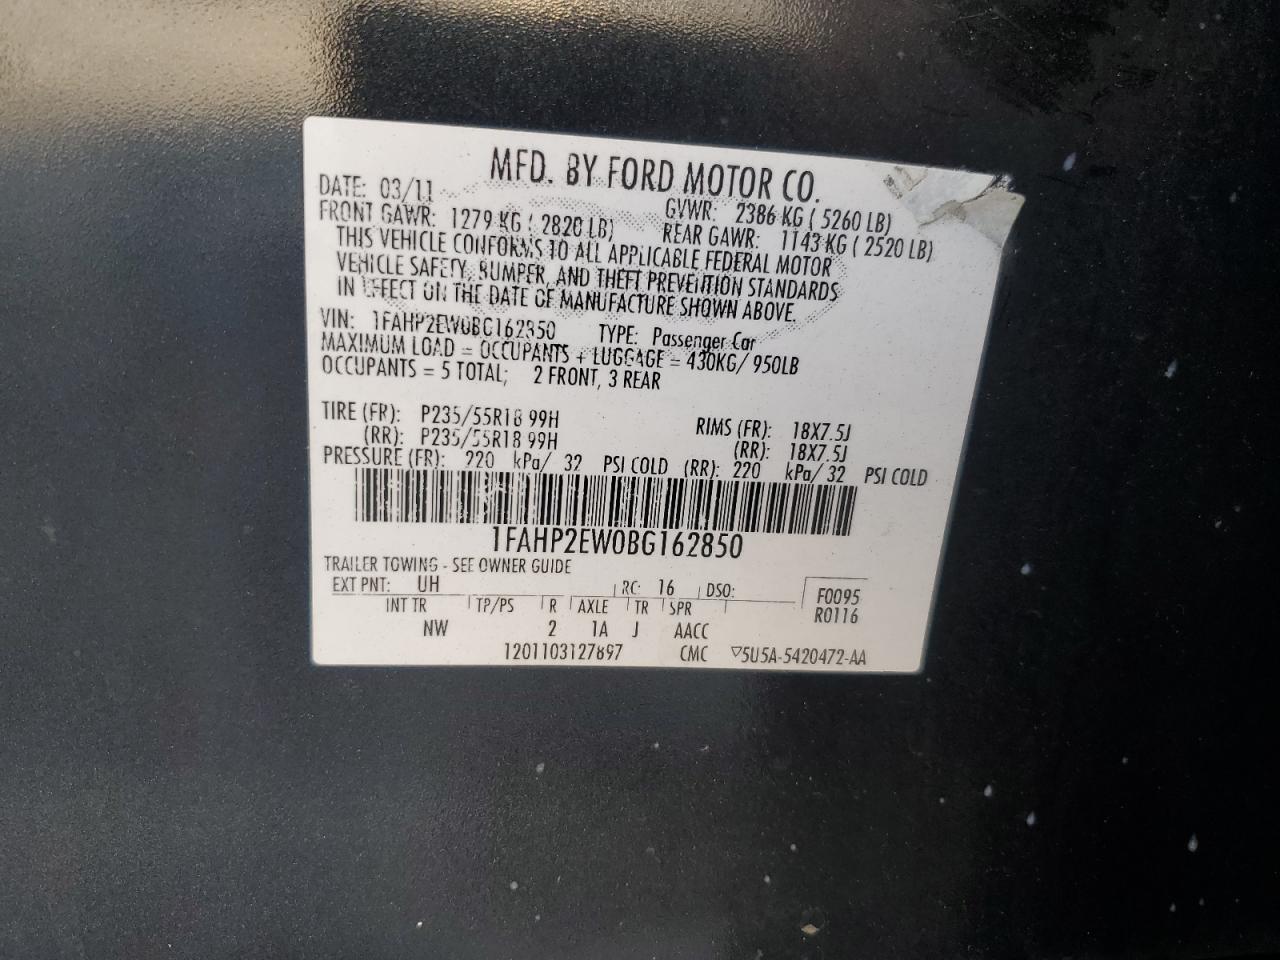 MFD. BY FORD MOTOR CO.
DATE: 03/11 GVWR: 2386 KG ( 5260 LB)
FRONT GAWR: 1279 KG ( 2820 LB) REAR GAWR: 1143 KG ( 2520 LB)
THIS VEHICLE CONFORMS TO ALL APPLICABLE FEDERAL MOTOR
VEHICLE SAFETY, BUMPER, AND THEFT PREVENTION STANDARDS
IN EFFECT ON THE DATE OF MANUFACTURE SHOWN ABOVE.
VIN: 1FAHP2EW0BG162850 TYPE: Passenger Car
MAXIMUM LOAD = OCCUPANTS + LUGGAGE = 430KG/ 950LB
OCCUPANTS = 5 TOTAL; 2 FRONT, 3 REAR
TIRE (FR): P235/55R18 99H RIMS (FR): 18X7.5J
(RR): P235/55R18 99H (RR): 18X7.5J
PRESSURE (FR): 220 kPa/ 32 PSI COLD (RR): 220 kPa/ 32 PSI COLD
1FAHP2EW0BG162850
TRAILER TOWING - SEE OWNER GUIDE
EXT PNT: UH RC: 16 DSO: F0095
INT TR TP/PS R AXLE TR SPR R0116
NW 2 1A J AACC
1201103127897 CMC ▽5U5A-5420472-AA